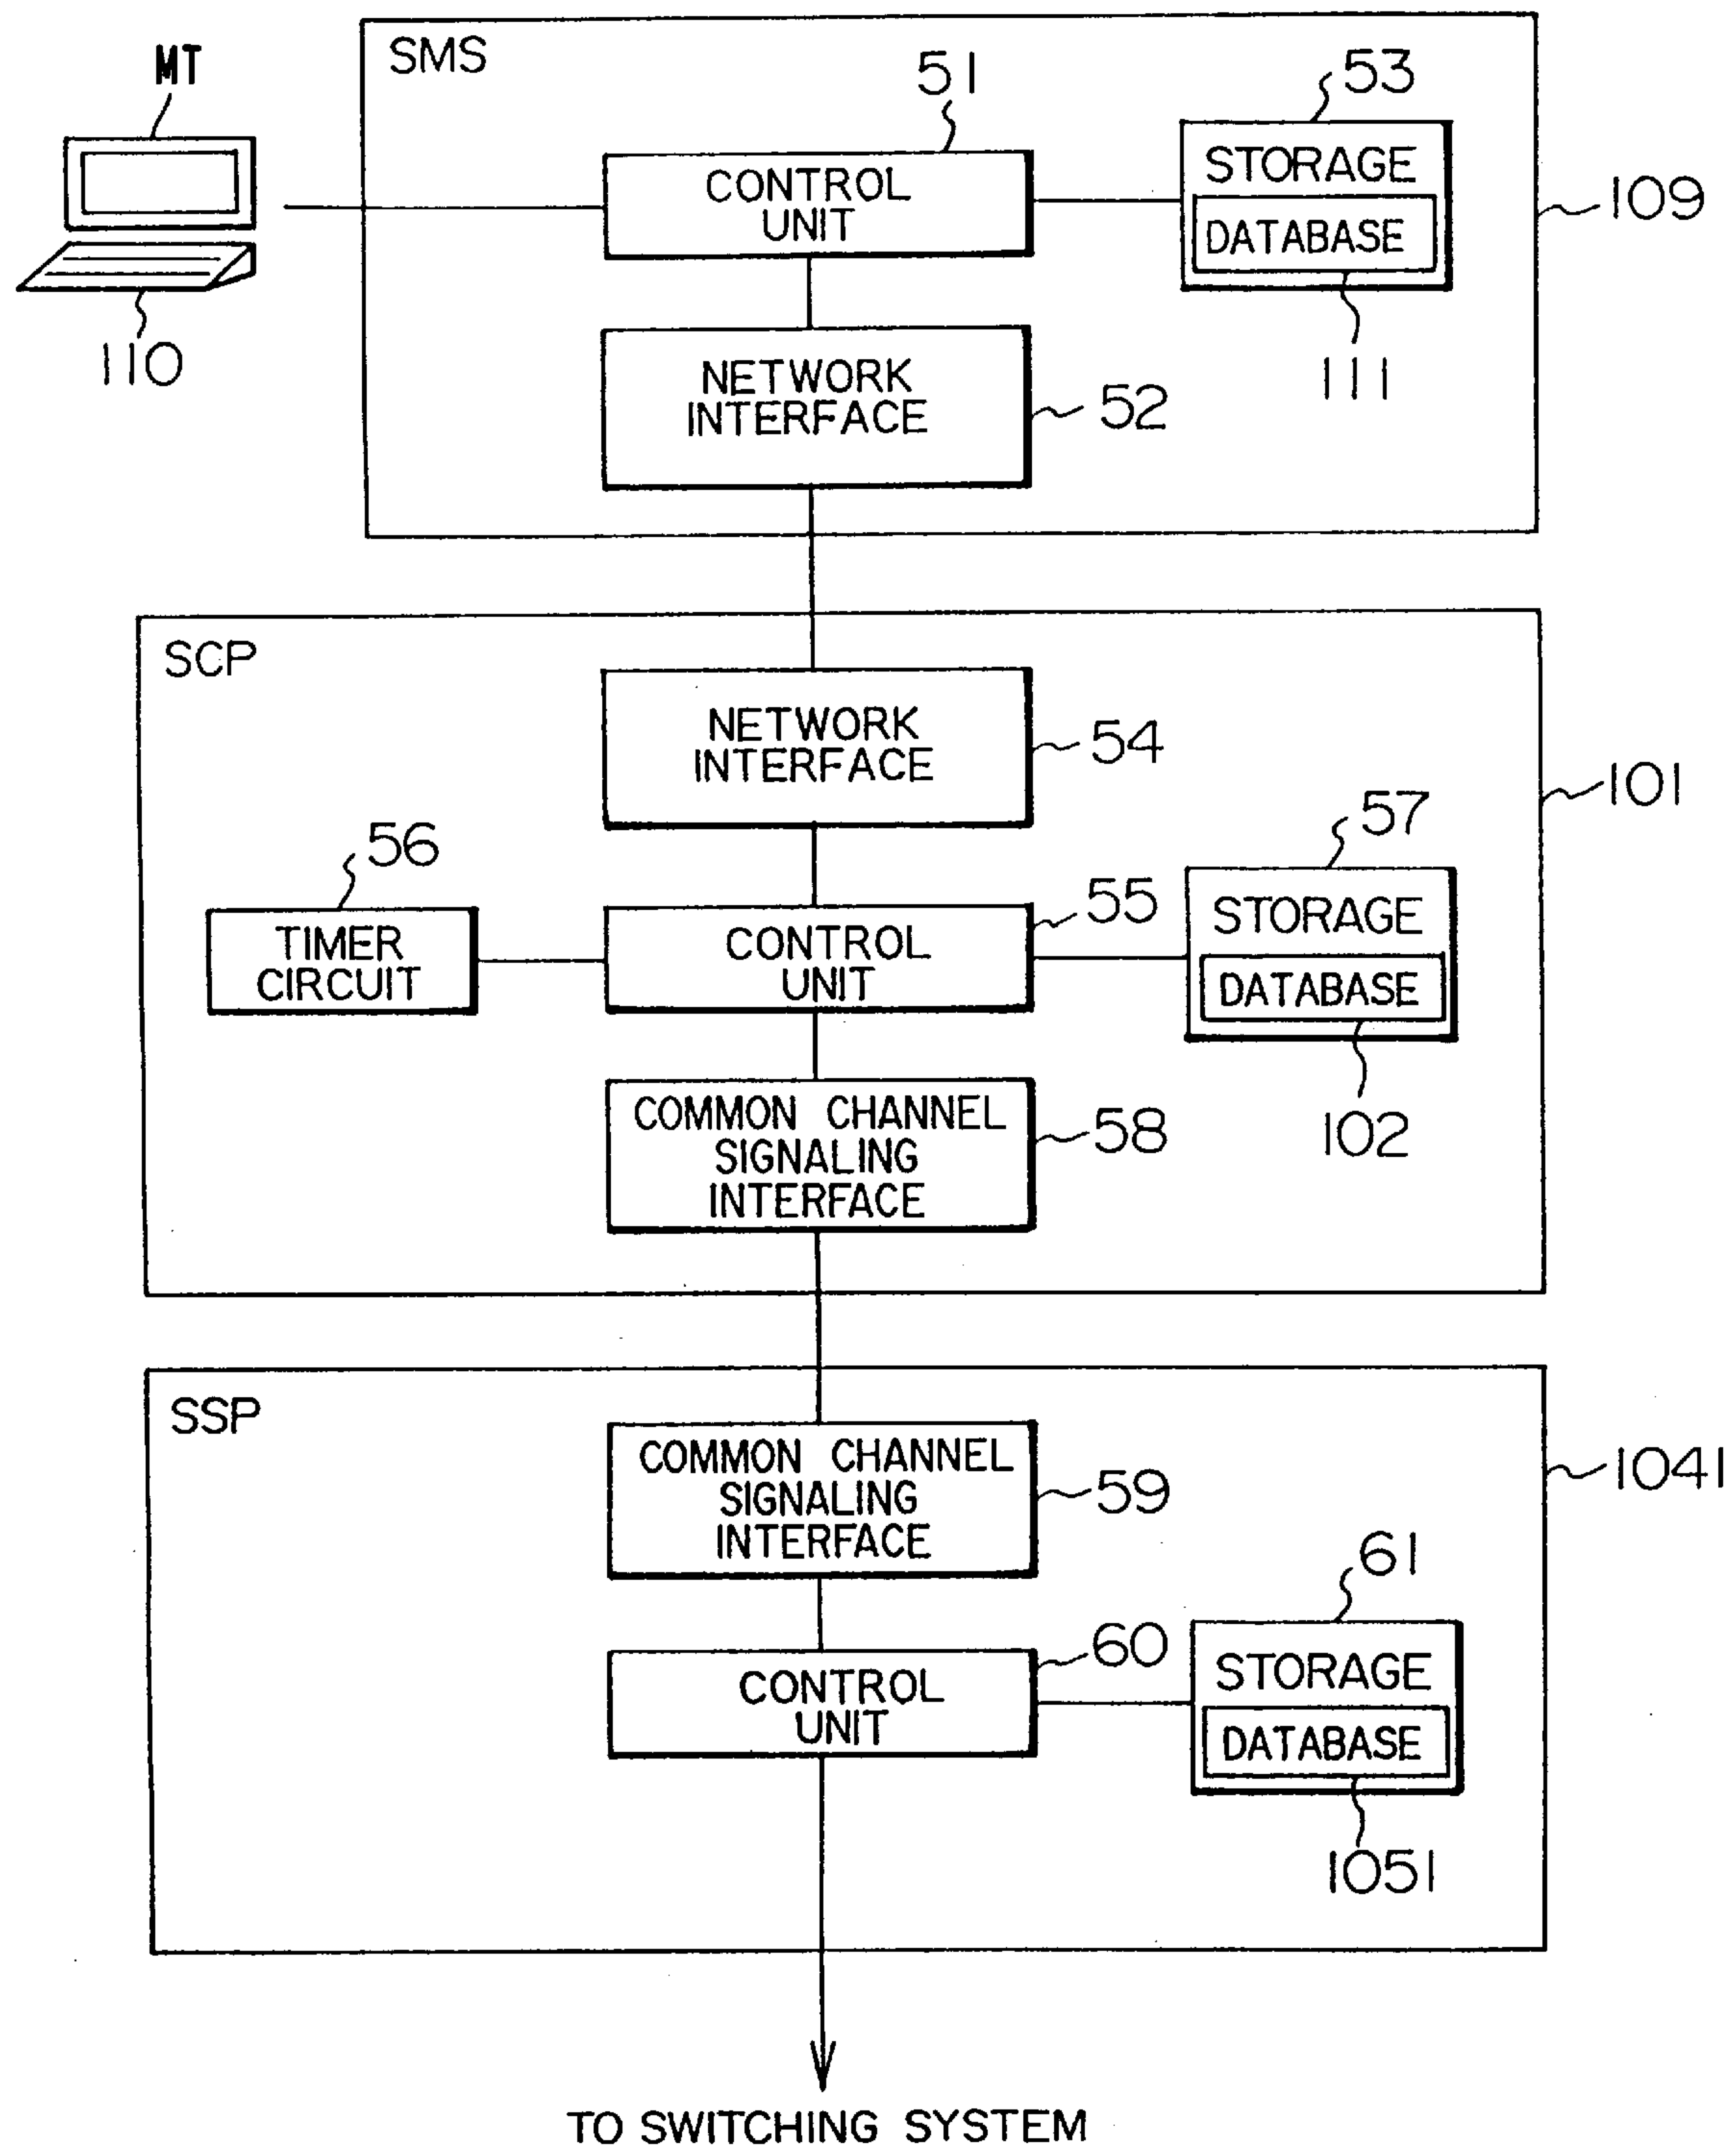 MT
SMS
51
53
CONTROL
UNIT
STORAGE
DATABASE
109
110
111
NETWORK
INTERFACE
52
SCP
NETWORK
INTERFACE
54
101
56
57
TIMER
CIRCUIT
CONTROL
UNIT
55
STORAGE
DATABASE
102
COMMON CHANNEL
SIGNALING
INTERFACE
58
SSP
COMMON CHANNEL
SIGNALING
INTERFACE
59
1041
61
CONTROL
UNIT
60
STORAGE
DATABASE
1051
TO SWITCHING SYSTEM